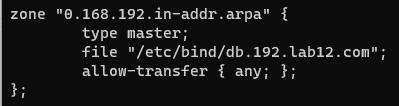 zone "0.168.192.in-addr.arpa" {
        type master;
        file "/etc/bind/db.192.lab12.com";
        allow-transfer { any; };
};